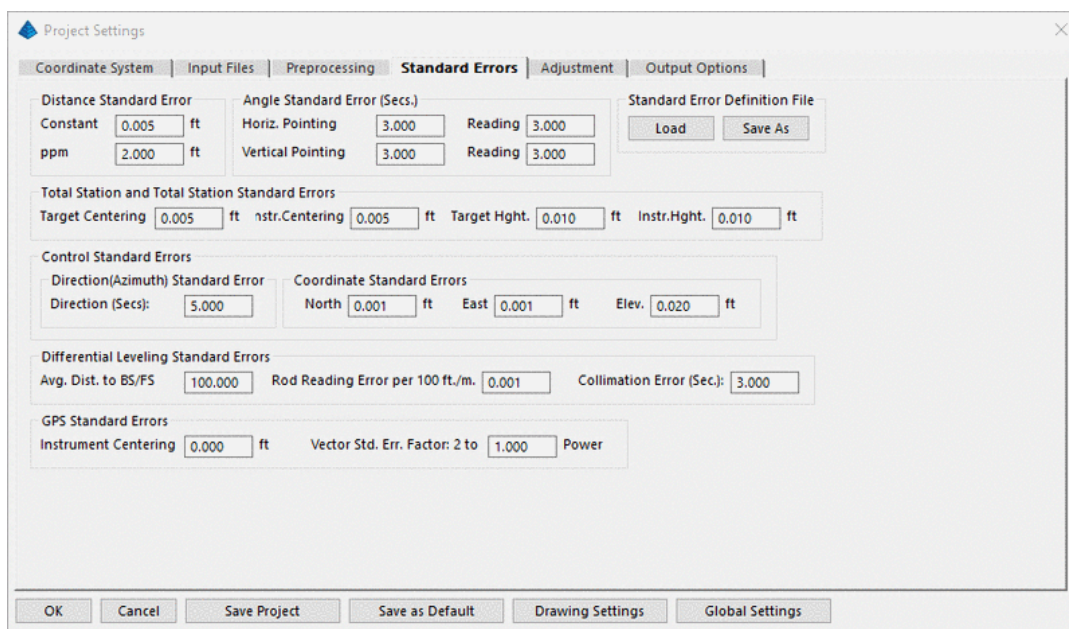 Project Settings
Coordinate System Input Files Preprocessing Standard Errors Adjustment Output Options
Distance Standard Error Angle Standard Error (Secs.) Standard Error Definition File
Constant 0.005 ft Horiz. Pointing 3.000 Reading 3.000 Load Save As
ppm 2.000 ft Vertical Pointing 3.000 Reading 3.000
Total Station and Total Station Standard Errors
Target Centering 0.005 ft nstr.Centering 0.005 ft Target Hght. 0.010 ft Instr.Hght. 0.010 ft
Control Standard Errors
Direction(Azimuth) Standard Error Coordinate Standard Errors
Direction (Secs): 5.000 North 0.001 ft East 0.001 ft Elev. 0.020 ft
Differential Leveling Standard Errors
Avg. Dist. to BS/FS 100.000 Rod Reading Error per 100 ft./m. 0.001 Collimation Error (Sec.): 3.000
GPS Standard Errors
Instrument Centering 0.000 ft Vector Std. Err. Factor: 2 to 1.000 Power
OK Cancel Save Project Save as Default Drawing Settings Global Settings